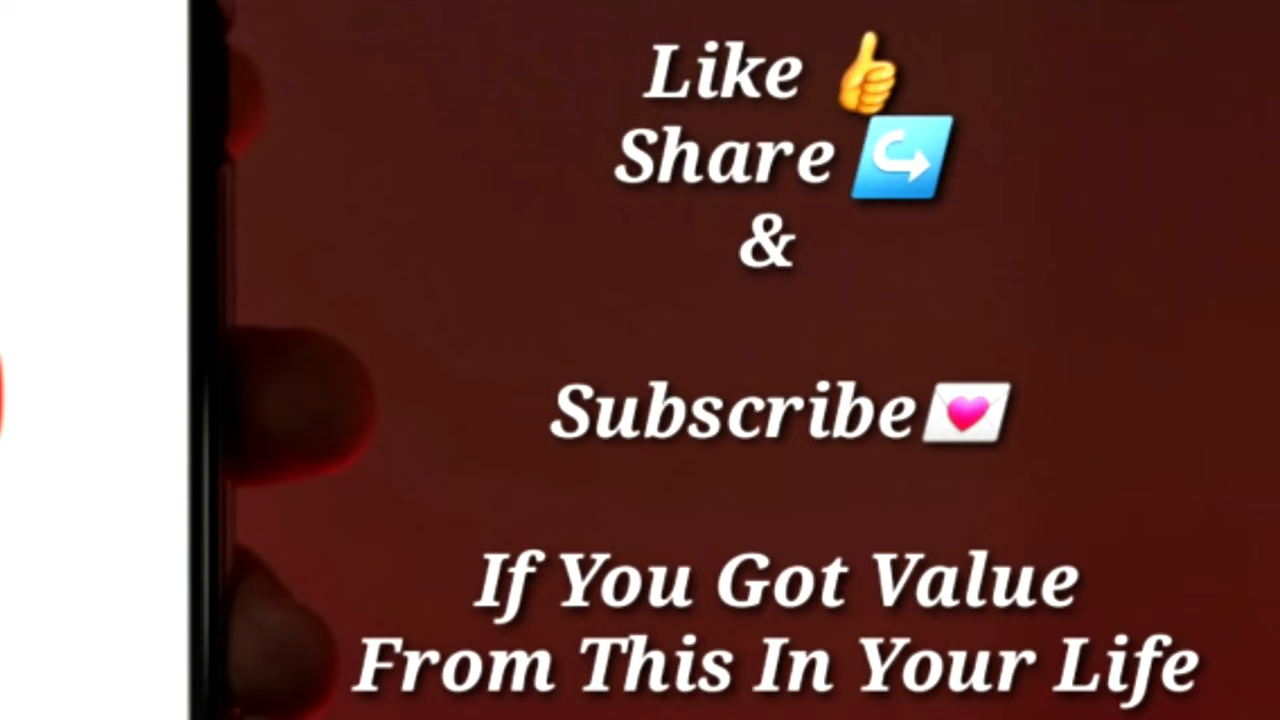 Like 👍
Share ↪️
&
Subscribe💌
If You Got Value
From This In Your Life